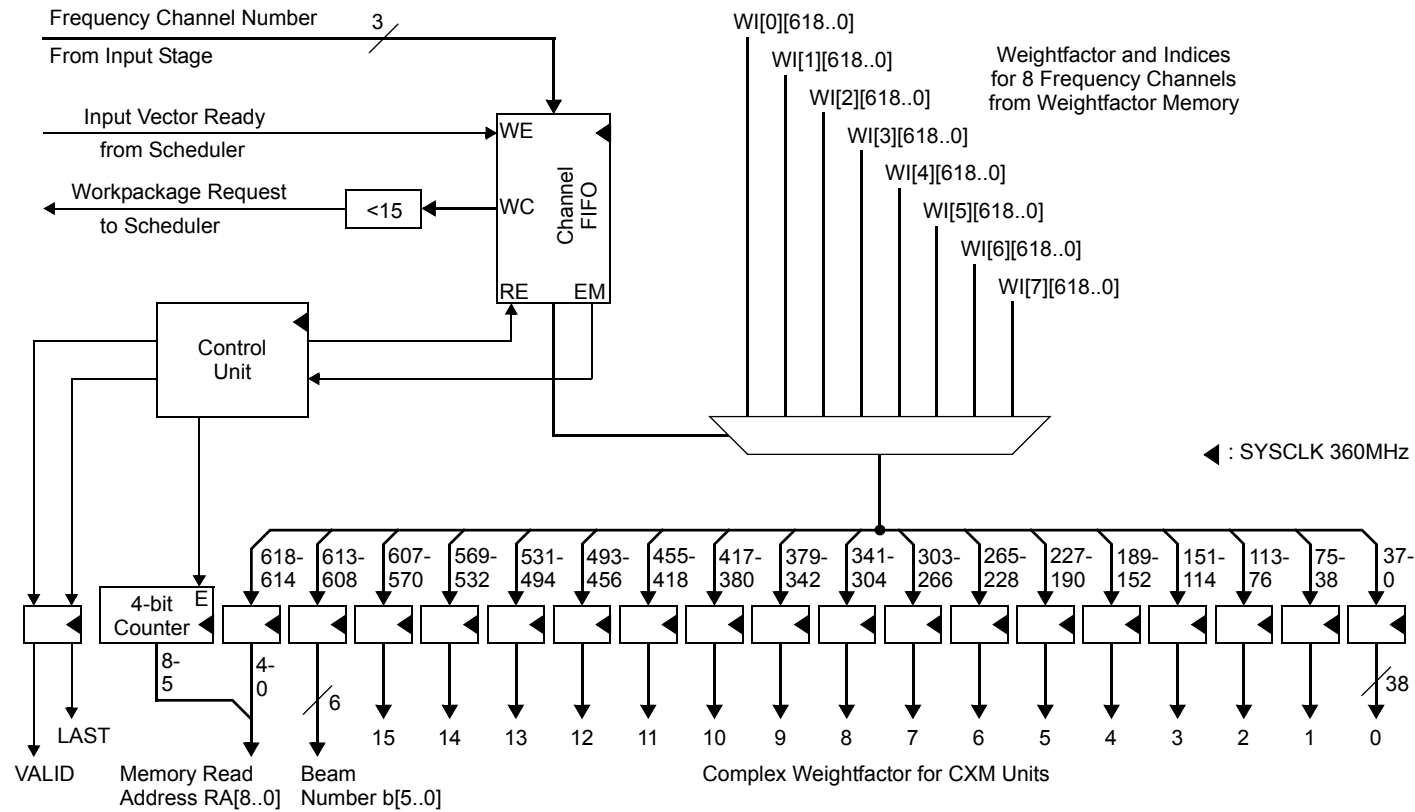 Frequency Channel Number
3
From Input Stage
WI[0][618..0]
WI[1][618..0]
WI[2][618..0]
WI[3][618..0]
WI[4][618..0]
WI[5][618..0]
WI[6][618..0]
WI[7][618..0]
Weightfactor and Indices
for 8 Frequency Channels
from Weightfactor Memory
Input Vector Ready
from Scheduler
Workpackage Request
to Scheduler
<15
WE
WC
Channel
FIFO
RE
EM
Control
Unit
: SYSCLK 360MHz
618-
614
613-
608
607-
570
569-
532
531-
494
493-
456
455-
418
417-
380
379-
342
341-
304
303-
266
265-
228
227-
190
189-
152
151-
114
113-
76
75-
38
37-
0
4-bit
Counter
E
8-
5
4-
0
6
38
LAST
VALID
Memory Read
Address RA[8..0]
Beam
Number b[5..0]
15
14
13
12
11
10
9
8
7
6
5
4
3
2
1
0
Complex Weightfactor for CXM Units